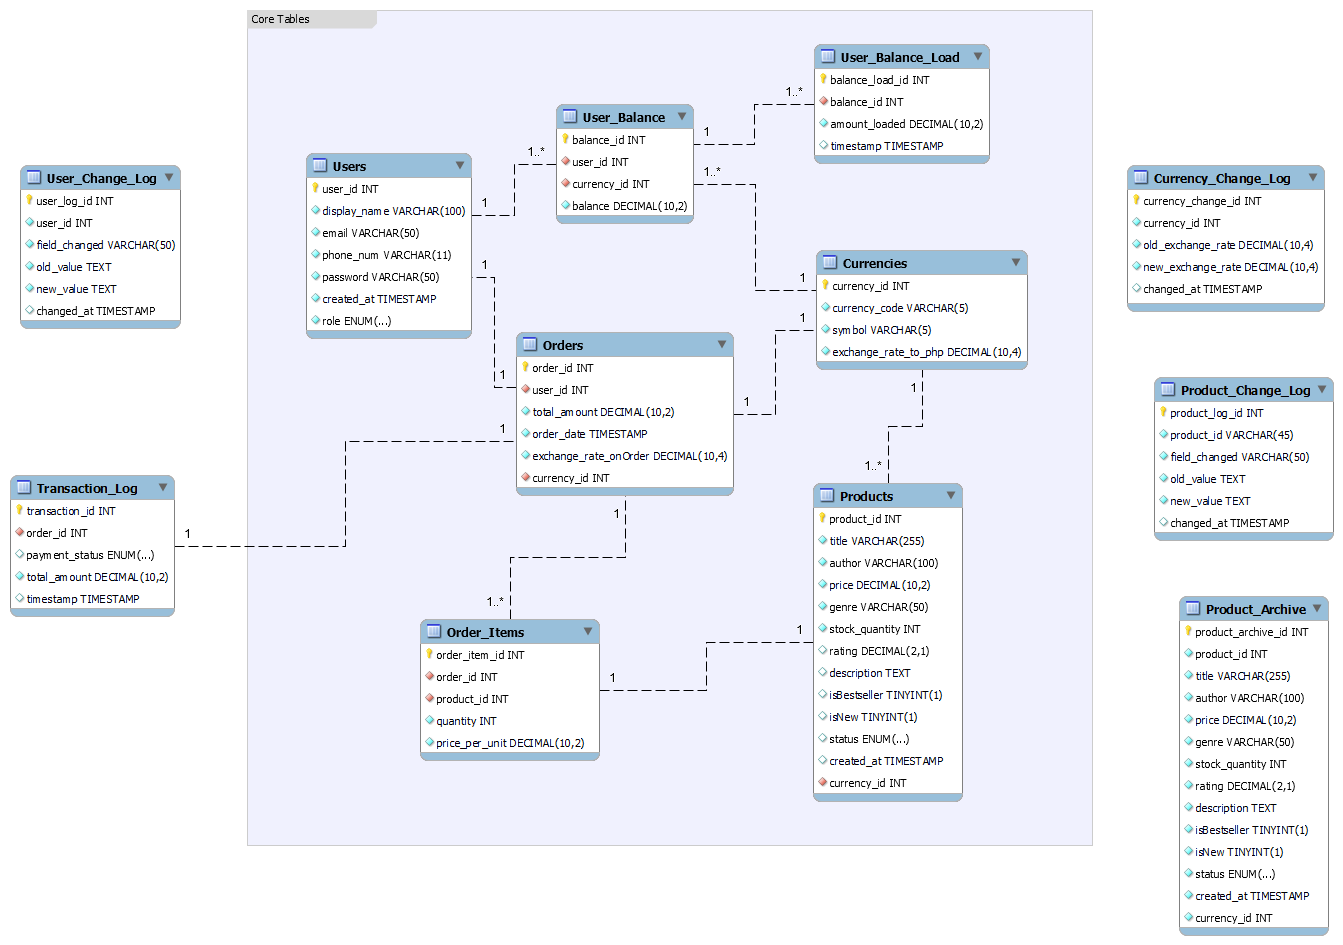 Core Tables
User_Change_Log
user_log_id INT
user_id INT
field_changed VARCHAR(50)
old_value TEXT
new_value TEXT
changed_at TIMESTAMP
Transaction_Log
transaction_id INT
order_id INT
payment_status ENUM(...)
total_amount DECIMAL(10,2)
timestamp TIMESTAMP
1
1
Users
user_id INT
display_name VARCHAR(100)
email VARCHAR(50)
phone_num VARCHAR(11)
password VARCHAR(50)
created_at TIMESTAMP
role ENUM(...)
1
1..*
1
1
User_Balance
balance_id INT
user_id INT
currency_id INT
balance DECIMAL(10,2)
1
1..*
1..*
1
User_Balance_Load
balance_load_id INT
balance_id INT
amount_loaded DECIMAL(10,2)
timestamp TIMESTAMP
Orders
order_id INT
user_id INT
total_amount DECIMAL(10,2)
order_date TIMESTAMP
exchange_rate_onOrder DECIMAL(10,4)
currency_id INT
1
1
1
1..*
Currencies
currency_id INT
currency_code VARCHAR(5)
symbol VARCHAR(5)
exchange_rate_to_php DECIMAL(10,4)
1
1..*
Order_Items
order_item_id INT
order_id INT
product_id INT
quantity INT
price_per_unit DECIMAL(10,2)
1
1
Products
product_id INT
title VARCHAR(255)
author VARCHAR(100)
price DECIMAL(10,2)
genre VARCHAR(50)
stock_quantity INT
rating DECIMAL(2,1)
description TEXT
isBestseller TINYINT(1)
isNew TINYINT(1)
status ENUM(...)
created_at TIMESTAMP
currency_id INT
Currency_Change_Log
currency_change_id INT
currency_id INT
old_exchange_rate DECIMAL(10,4)
new_exchange_rate DECIMAL(10,4)
changed_at TIMESTAMP
Product_Change_Log
product_log_id INT
product_id VARCHAR(45)
field_changed VARCHAR(50)
old_value TEXT
new_value TEXT
changed_at TIMESTAMP
Product_Archive
product_archive_id INT
product_id INT
title VARCHAR(255)
author VARCHAR(100)
price DECIMAL(10,2)
genre VARCHAR(50)
stock_quantity INT
rating DECIMAL(2,1)
description TEXT
isBestseller TINYINT(1)
isNew TINYINT(1)
status ENUM(...)
created_at TIMESTAMP
currency_id INT